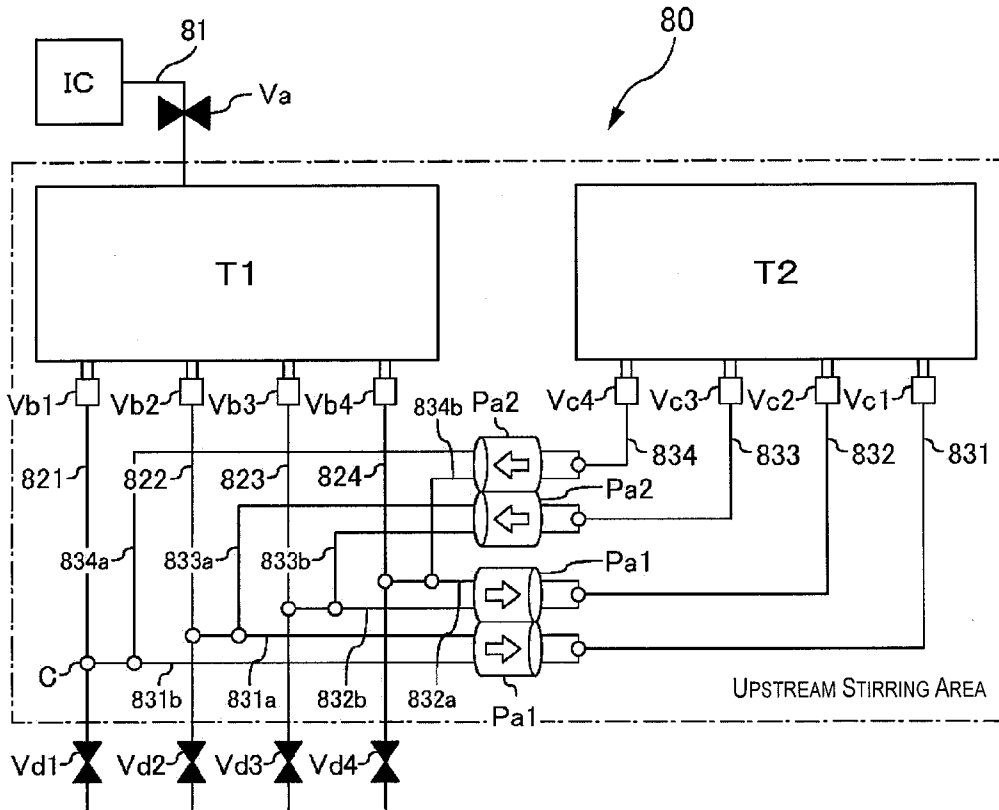 81
80
IC
Va
T1
T2
Vb1
Vb2
Vb3
Vb4
834b
Pa2
Vc4
Vc3
Vc2
Vc1
821
822
823
824
834
833
832
831
Pa2
834a
833a
833b
Pa1
C
831b
831a
832b
832a
Pa1
UPSTREAM STIRRING AREA
Vd1
Vd2
Vd3
Vd4